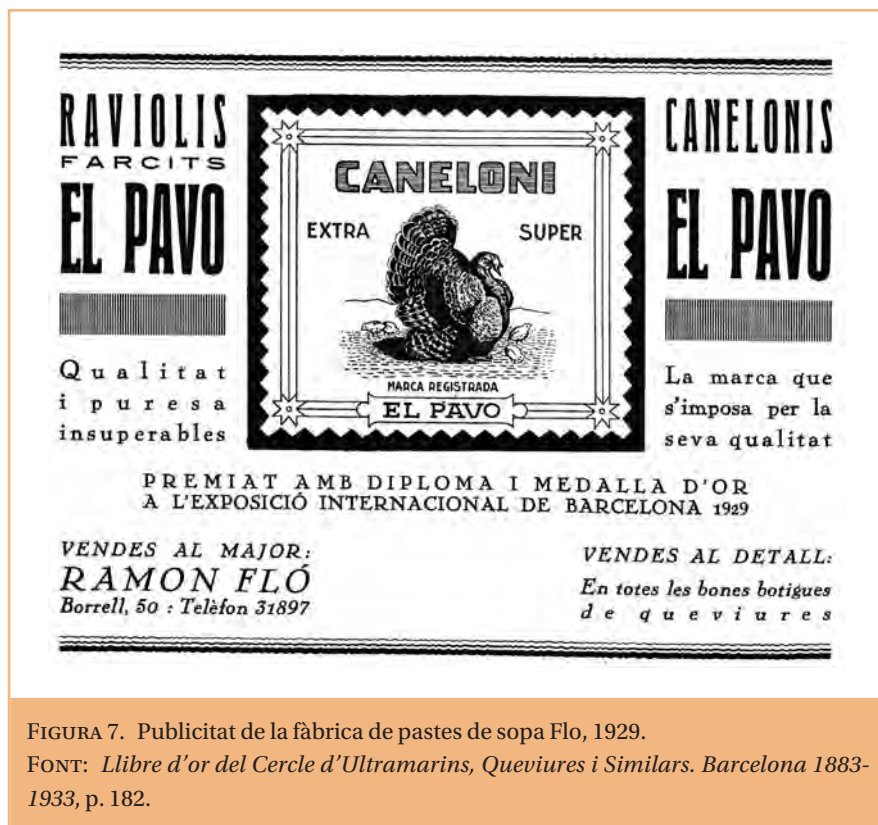 RAVIOLIS
FARCITS
EL PAVO
Qualitat
i puresa
insuperables
CANELONI
EXTRA SUPER
MARCA REGISTRADA
EL PAVO
CANELONIS
EL PAVO
La marca que
s'imposa per la
seva qualitat
PREMIAT AMB DIPLOMA I MEDALLA D'OR
A L'EXPOSICIÓ INTERNACIONAL DE BARCELONA 1929
VENDES AL MAJOR:
RAMON FLÓ
Borrell, 50 : Telèfon 31897
VENDES AL DETALL:
En totes les bones botigues
de queviures
FIGURA 7. Publicitat de la fàbrica de pastes de sopa Flo, 1929.
FONT: Llibre d'or del Cercle d'Ultramarins, Queviures i Similars. Barcelona 1883-
1933, p. 182.